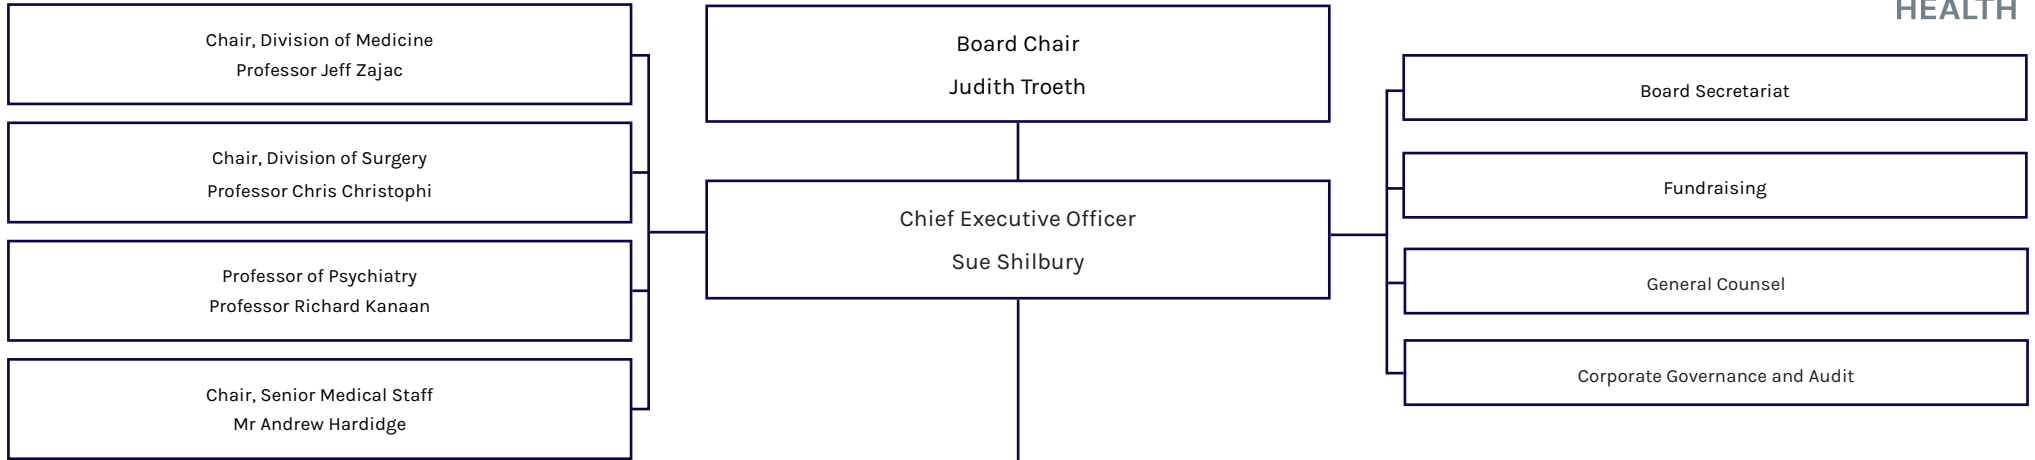 HEALTH
Chair, Division of Medicine
Professor Jeff Zajac
Chair, Division of Surgery
Professor Chris Christophi
Professor of Psychiatry
Professor Richard Kanaan
Chair, Senior Medical Staff
Mr Andrew Hardidge
Board Chair
Judith Troeth
Chief Executive Officer
Sue Shilbury
Board Secretariat
Fundraising
General Counsel
Corporate Governance and Audit